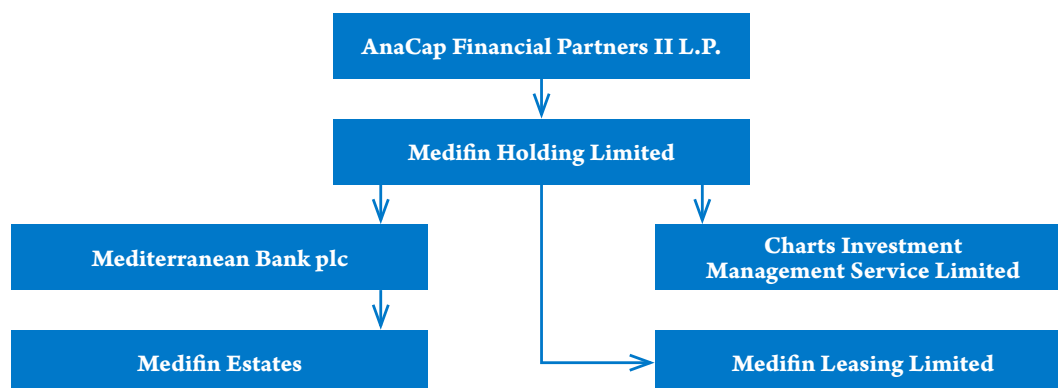 AnaCap Financial Partners II L.P.
Medifin Holding Limited
Mediterranean Bank plc
Charts Investment
Management Service Limited
Medifin Estates
Medifin Leasing Limited